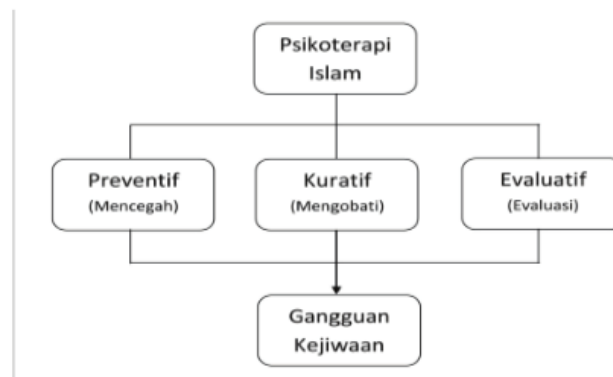 Psikoterapi
Islam
Preventif
(Mencegah)
Kuratif
(Mengobati)
Evaluatif
(Evaluasi)
Gangguan
Kejiwaan